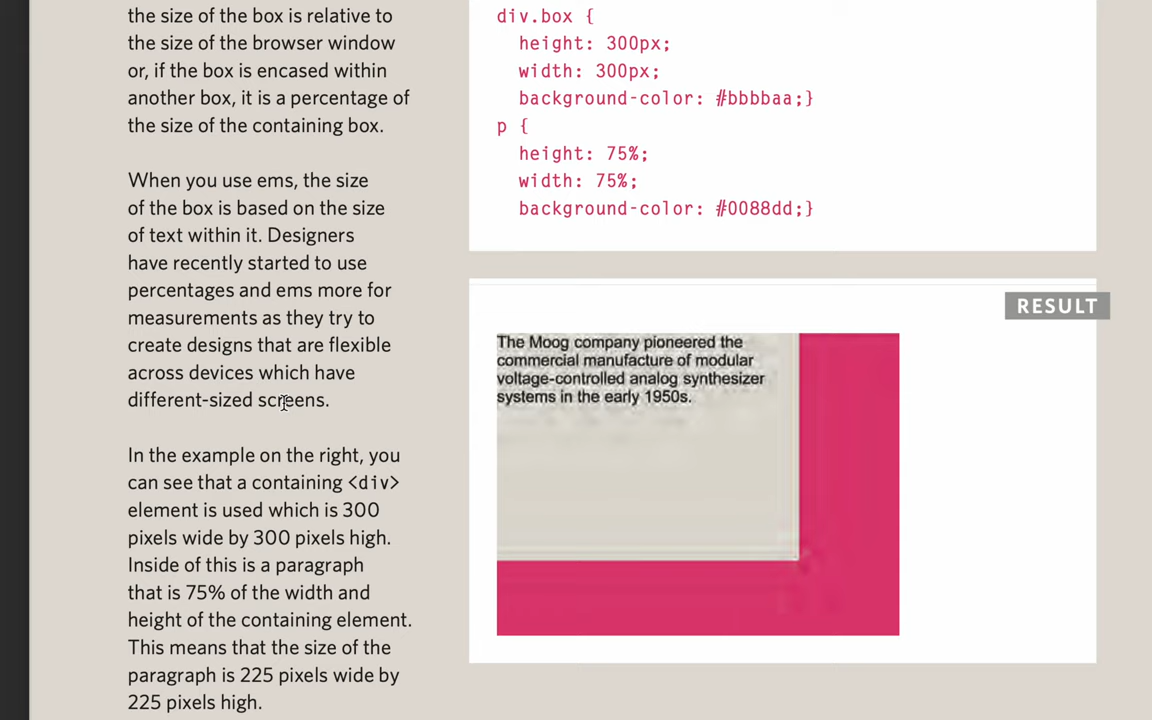 the size of the box is relative to
the size of the browser window
or, if the box is encased within
another box, it is a percentage of
the size of the containing box.
When you use ems, the size
of the box is based on the size
of text within it. Designers
have recently started to use
percentages and ems more for
measurements as they try to
create designs that are flexible
across devices which have
different-sized screens.
In the example on the right, you
can see that a containing <div>
element is used which is 300
pixels wide by 300 pixels high.
Inside of this is a paragraph
that is 75% of the width and
height of the containing element.
This means that the size of the
paragraph is 225 pixels wide by
225 pixels high.
div.box {
height: 300px;
width: 300px;
background-color: #bbbbaa;}
p {
height: 75%;
width: 75%;
background-color: #0088dd;}
RESULT
The Moog company pioneered the
commercial manufacture of modular
voltage-controlled analog synthesizer
systems in the early 1950s.